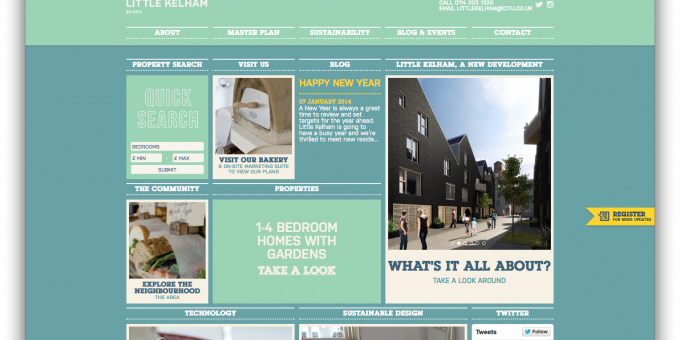 LITTLE KELHAM
CALL 0114 303 1320
EMAIL LITTLEKELHAM@CITU.CO.UK
ABOUT
MASTER PLAN
SUSTAINABILITY
BLOG & EVENTS
CONTACT
PROPERTY SEARCH
VISIT US
BLOG
LITTLE KELHAM, A NEW DEVELOPMENT
QUICK
SEARCH
BEDROOMS
£ MIN
-
£ MAX
SUBMIT
VISIT OUR BAKERY
& ON-SITE MARKETING SUITE
TO VIEW OUR PLANS
HAPPY NEW YEAR
07 JANUARY 2014
A New Year is always a great
time to review and set
targets for the year ahead.
Little Kelham is going to
have a busy year and we're
thrilled to meet new reside...
THE COMMUNITY
PROPERTIES
EXPLORE THE
NEIGHBOURHOOD
THE AREA
1-4 BEDROOM
HOMES WITH
GARDENS
TAKE A LOOK
WHAT'S IT ALL ABOUT?
TAKE A LOOK AROUND
REGISTER
FOR NEWS UPDATES
TECHNOLOGY
SUSTAINABLE DESIGN
TWITTER
Tweets
Follow